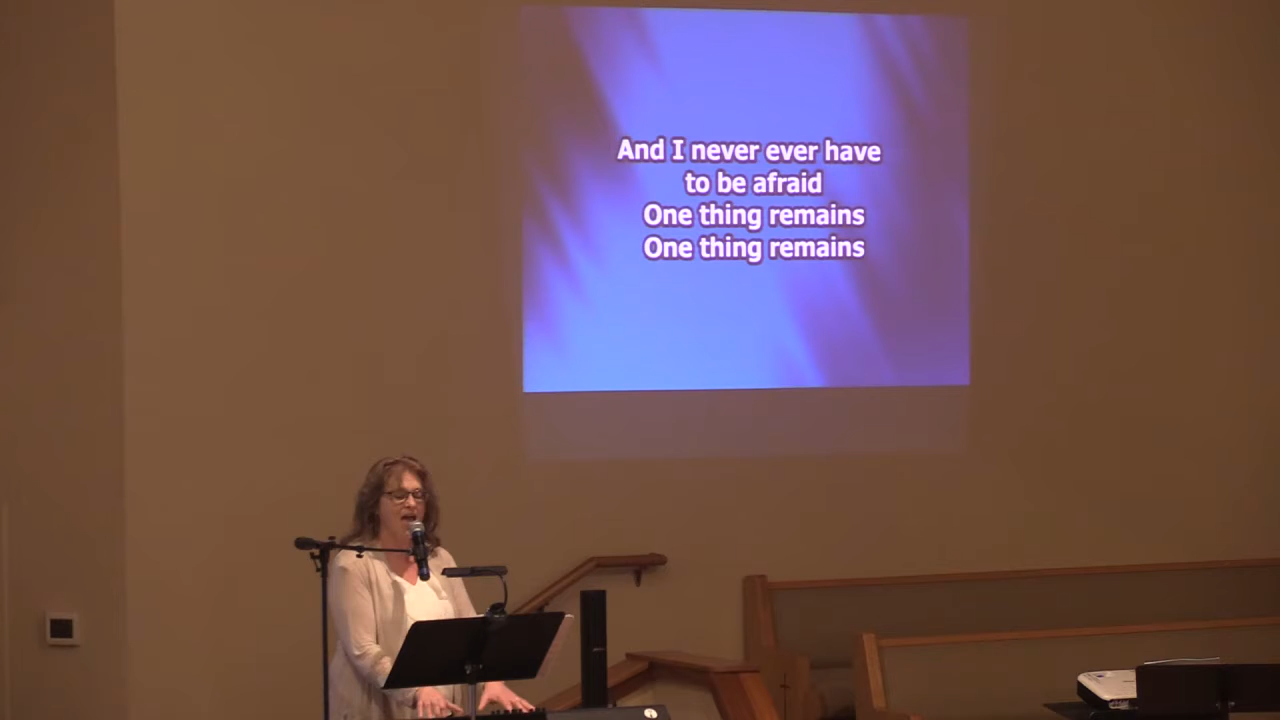 And I never ever have
to be afraid
One thing remains
One thing remains